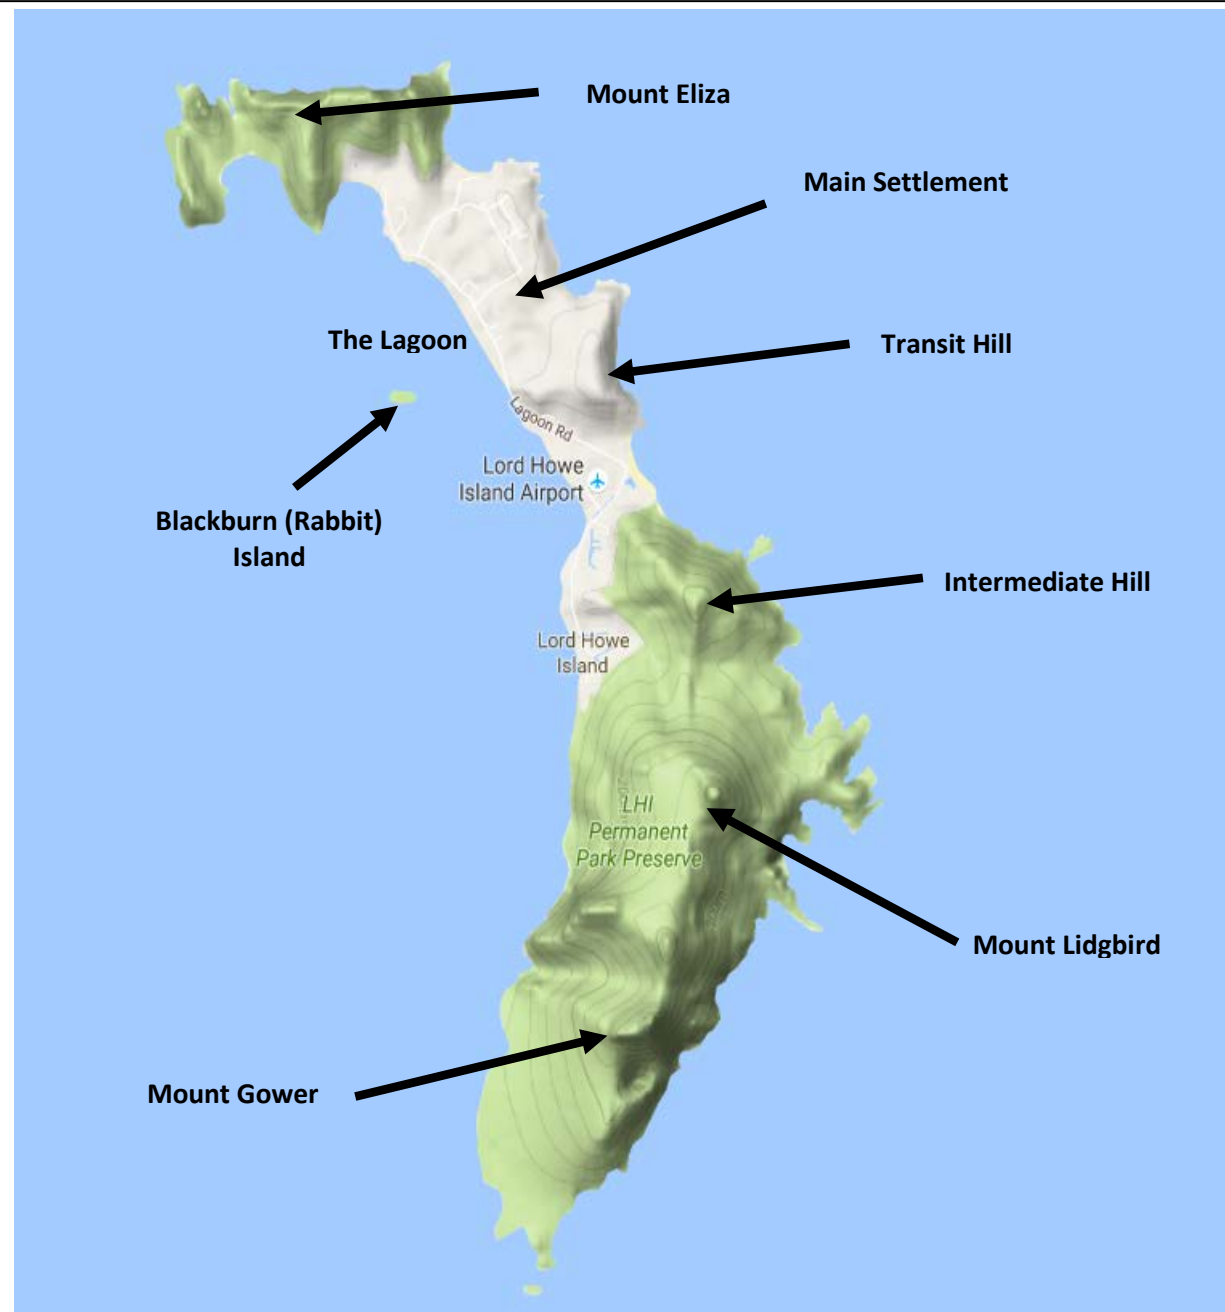 Mount Eliza
Main Settlement
The Lagoon
Transit Hill
Lagoon Rd
Lord Howe
Island Airport
Blackburn (Rabbit)
Island
Intermediate Hill
Lord Howe
Island
LHI
Permanent
Park Preserve
Mount Lidgbird
Mount Gower